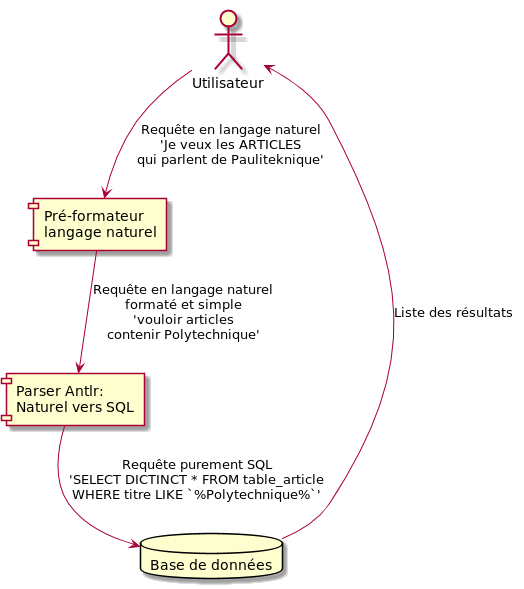 Utilisateur
Requête en langage naturel
'Je veux les ARTICLES
qui parlent de Pauliteknique'
Pré-formateur
langage naturel
Requête en langage naturel
formaté et simple
'vouloir articles
contenir Polytechnique'
Liste des résultats
Parser Antlr:
Naturel vers SQL
Requête purement SQL
'SELECT DICTINCT * FROM table_article
WHERE titre LIKE `%Polytechnique%`'
Base de données